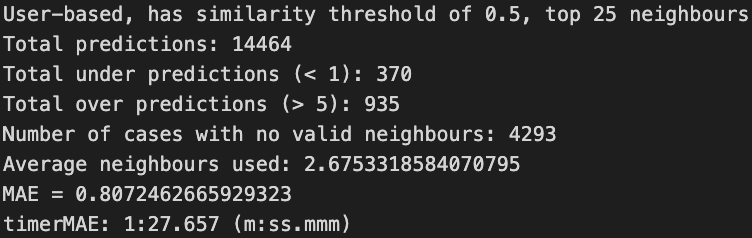 User-based, has similarity threshold of 0.5, top 25 neighbours
Total predictions: 14464
Total under predictions (< 1): 370
Total over predictions (> 5): 935
Number of cases with no valid neighbours: 4293
Average neighbours used: 2.6753318584070795
MAE = 0.8072462665929323
timerMAE: 1:27.657 (m:ss.mmm)